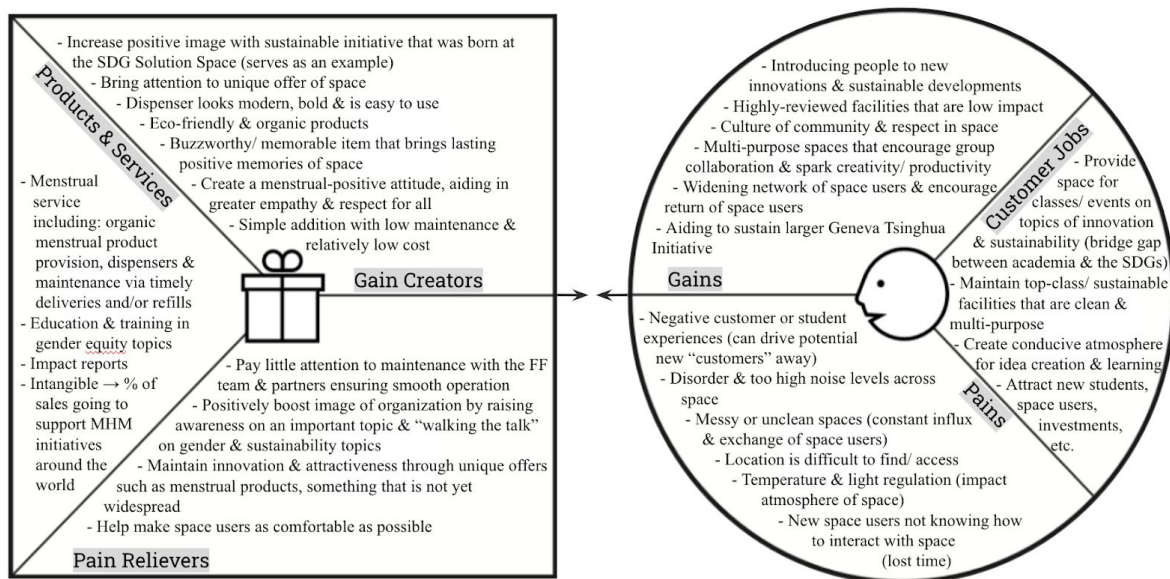 - Increase positive image with sustainable initiative that was born at
the SDG Solution Space (serves as an example)
- Bring attention to unique offer of space
- Dispenser looks modern, bold & is easy to use
- Eco-friendly & organic products
- Buzzworthy/ memorable item that brings lasting
positive memories of space
- Create a menstrual-positive attitude, aiding in
greater empathy & respect for all
- Simple addition with low maintenance &
relatively low cost
Gain Creators
Products & Services
- Menstrual
service
including: organic
menstrual product
provision, dispensers &
maintenance via timely
deliveries and/or refills
- Education & training in
gender equity topics
- Impact reports
- Intangible → % of
sales going to
support MHM
initiatives
around the
world
- Pay little attention to maintenance with the FF
team & partners ensuring smooth operation
- Positively boost image of organization by raising
awareness on an important topic & “walking the talk”
on gender & sustainability topics
- Maintain innovation & attractiveness through unique offers
such as menstrual products, something that is not yet
widespread
- Help make space users as comfortable as possible
Pain Relievers
- Introducing people to new
innovations & sustainable developments
- Highly-reviewed facilities that are low impact
- Culture of community & respect in space
- Multi-purpose spaces that encourage group
collaboration & spark creativity/ productivity
- Widening network of space users & encourage
return of space users
- Aiding to sustain larger Geneva Tsinghua
Initiative
Gains
Customer Jobs
- Provide
space for
classes/ events on
topics of innovation
& sustainability (bridge gap
between academia & the SDGs)
- Maintain top-class/ sustainable
facilities that are clean &
multi-purpose
- Create conducive atmosphere
for idea creation & learning
- Attract new students,
space users,
investments,
etc.
- Negative customer or student
experiences (can drive potential
new “customers” away)
- Disorder & too high noise levels across
space
- Messy or unclean spaces (constant influx
& exchange of space users)
- Location is difficult to find/ access
- Temperature & light regulation (impact
atmosphere of space)
- New space users not knowing how
to interact with space
(lost time)
Pains